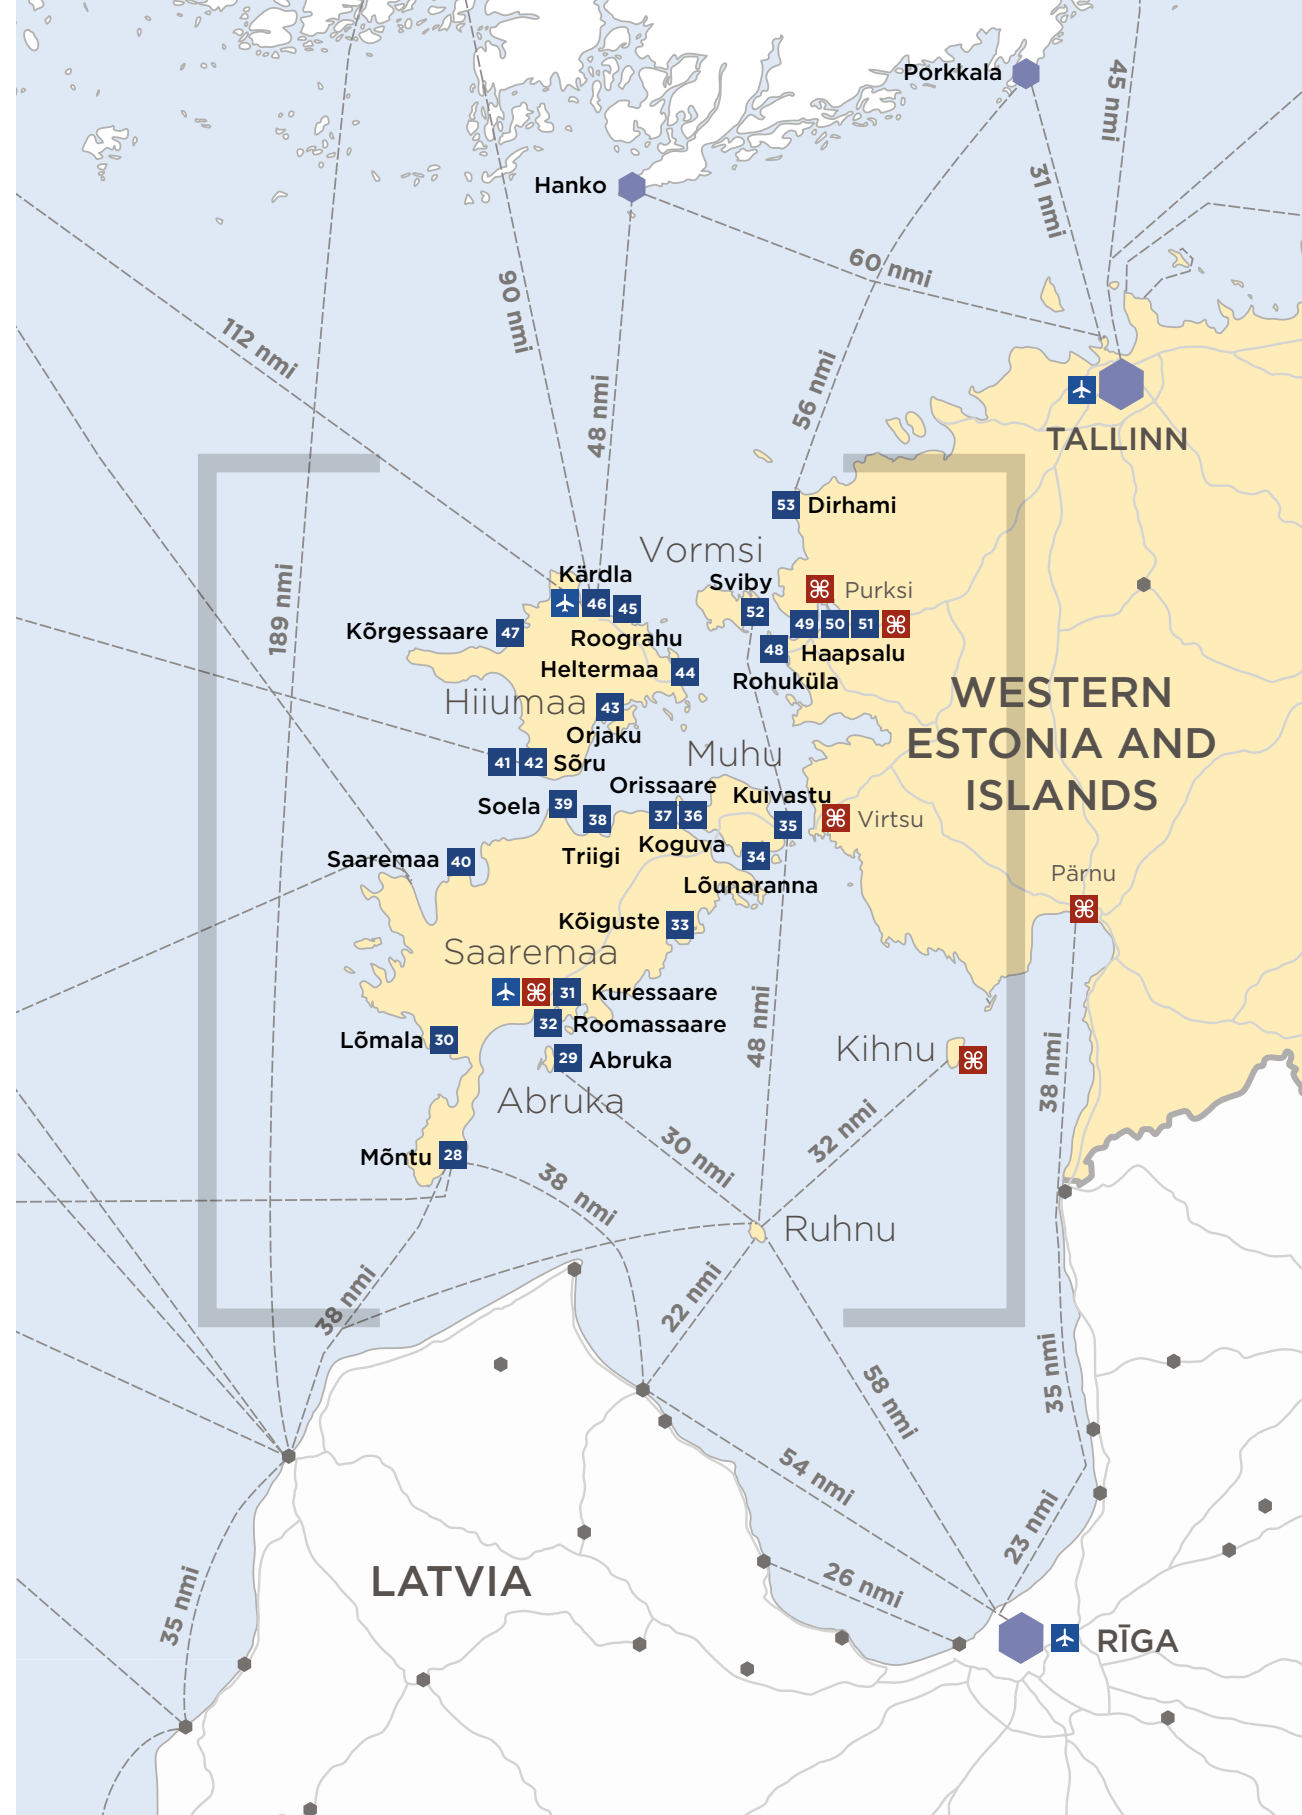 Porkkala
45 nmi
Hanko
31 nmi
60 nmi
90 nmi
112 nmi
56 nmi
48 nmi
TALLINN
53 Dirhami
Vormsi
Kärdla
Sviby
46
45
52
Purksi
189 nmi
Kõrgessaare 47
49 50 51
Roograhu
Haapsalu
48
Heltermaa 44
Rohuküla
Hiiumaa
43
WESTERN
ESTONIA AND
ISLANDS
Orjaku
Muhu
41 42 Sõru
Orissaare
Kuivastu
Soela 39
38
37 36
35
Virtsu
Koguva
Triigi
34
Saaremaa 40
Lõunaranna
Pärnu
Kõiguste 33
Saaremaa
31 Kuressaare
32 Roomassaare
48 nmi
Lõmala 30
Kihnu
38 nmi
29 Abruka
Abruka
32 nmi
30 nmi
Mõntu 28
38 nmi
Ruhnu
38 nmi
22 nmi
35 nmi
58 nmi
54 nmi
23 nmi
LATVIA
26 nmi
35 nmi
RĪGA